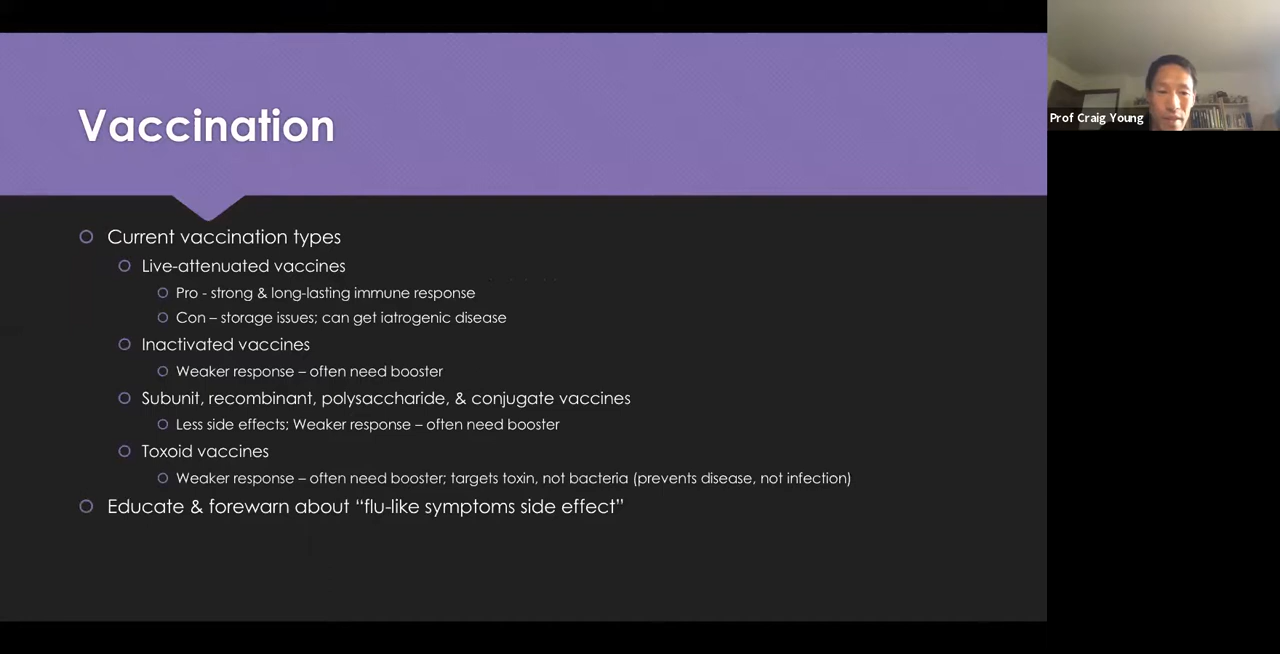 Vaccination
Prof Craig Young
Current vaccination types
Live-attenuated vaccines
Pro - strong & long-lasting immune response
Con – storage issues; can get iatrogenic disease
Inactivated vaccines
Weaker response – often need booster
Subunit, recombinant, polysaccharide, & conjugate vaccines
Less side effects; Weaker response – often need booster
Toxoid vaccines
Weaker response – often need booster; targets toxin, not bacteria (prevents disease, not infection)
Educate & forewarn about “flu-like symptoms side effect”